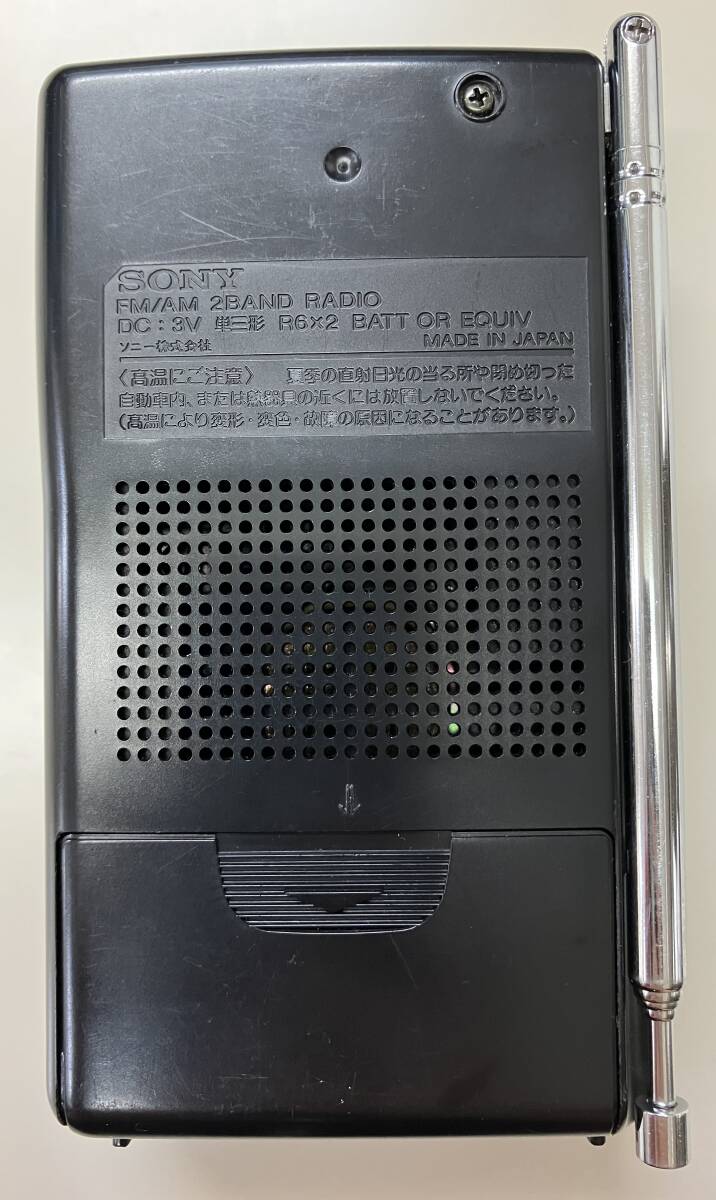 SONY
FM/AM 2BAND RADIO
DC : 3V 単三形 R6×2 BATT OR EQUIV
ソニー株式会社 MADE IN JAPAN
〈高温にご注意〉 夏季の直射日光の当る所や閉め切った
自動車内、または熱器具の近くには放置しないでください。
(高温により変形・変色・故障の原因になることがあります。)